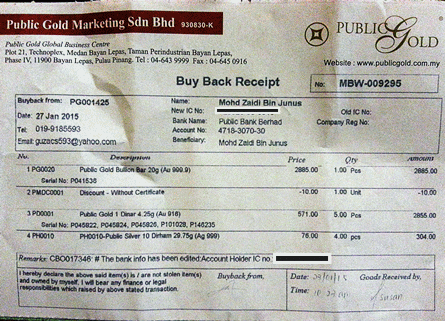 Public Gold Marketing Sdn Bhd 930830-K
PUBLIC GOLD
Public Gold Global Business Centre
Plot 21, Technoplex, Medan Bayan Lepas, Taman Perindustrian Bayan Lepas,
Phase IV, 11900 Bayan Lepas, Pulau Pinang. Tel : 04-643 9999 Fax : 04-645 0916
Website : www.publicgold.com.my
Buy Back Receipt
No: MBW-009295
Buyback from: PG001425
Date: 27 Jan 2015
Tel: 019-9185593
Email: gizacs593@yahoo.com
Name: Mohd Zaidi Bin Junus
New IC No:
Bank Name: Public Bank Berhad
Account No: 4718-3070-30
Beneficiary: Mohd Zaidi Bin Junus
Old IC No:
Company Reg No:
No. Description Price Qty Amount
1 PG0020 Public Gold Bullion Bar 20g (Au 999.9) 2885.00 1.00 Pcs 2885.00
Serial No: P041536
2 PMDC01 Discount - Without Certificate -10.00 1.00 Unit -10.00
3 PD0001 Public Gold 1 Dinar 4.25g (Au 916) 571.00 5.00 Pcs 2855.00
Serial No: P045822, P045824, P045826, P101028, P146235
4 PH0010 PH0010-Public Silver 10 Dirham 29.75g (Ag 999) 76.00 4.00 Pcs 304.00
Remarks: CBO017346: # The bank info has been edited:Account Holder IC no
I hereby declare the above said item(s) is / are not stolen item(s)
and owned by myself, I will bear any finance or legal
responsibilities which raised by above stated transaction.
Buyback from,
Date:
Time:
Goods Received by,
Susan